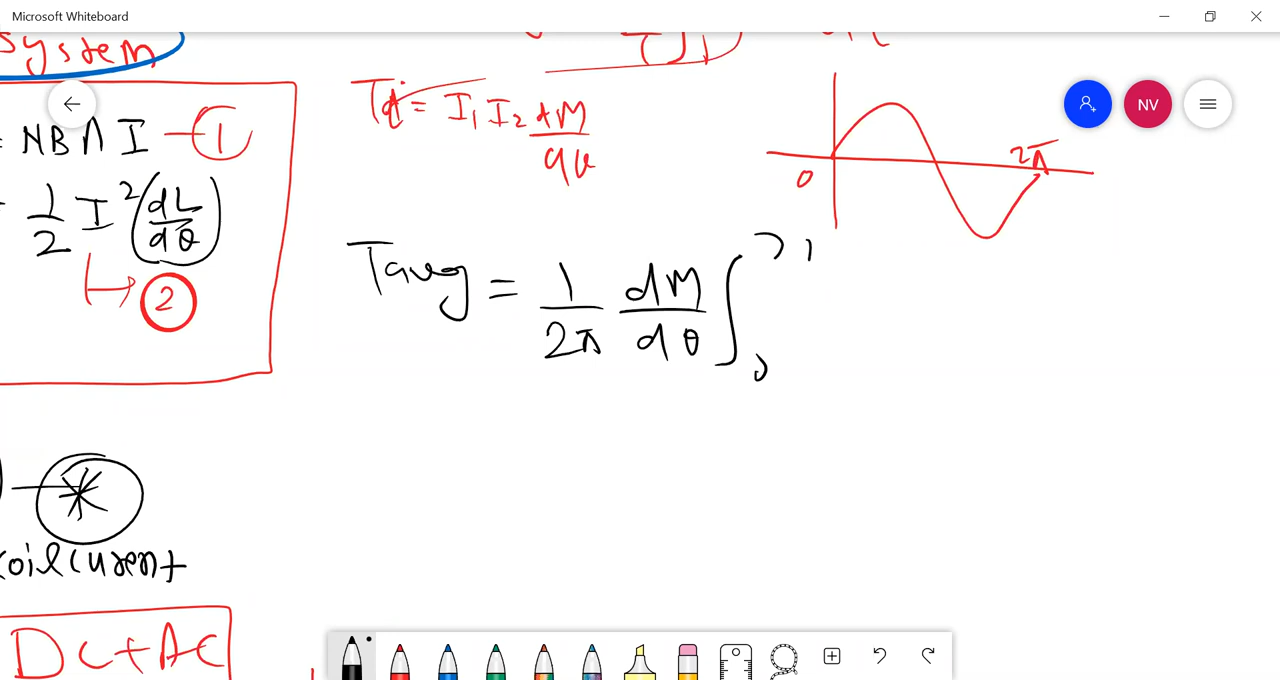 Microsoft Whiteboard
system
NV
Td = I₁ I₂ dM/dθ
= NBAI — ①
2π
0
1/2 I² (dL/dθ)
→ ②
Tavg = 1/2π dM/dθ ∫
coil current
DC+AC